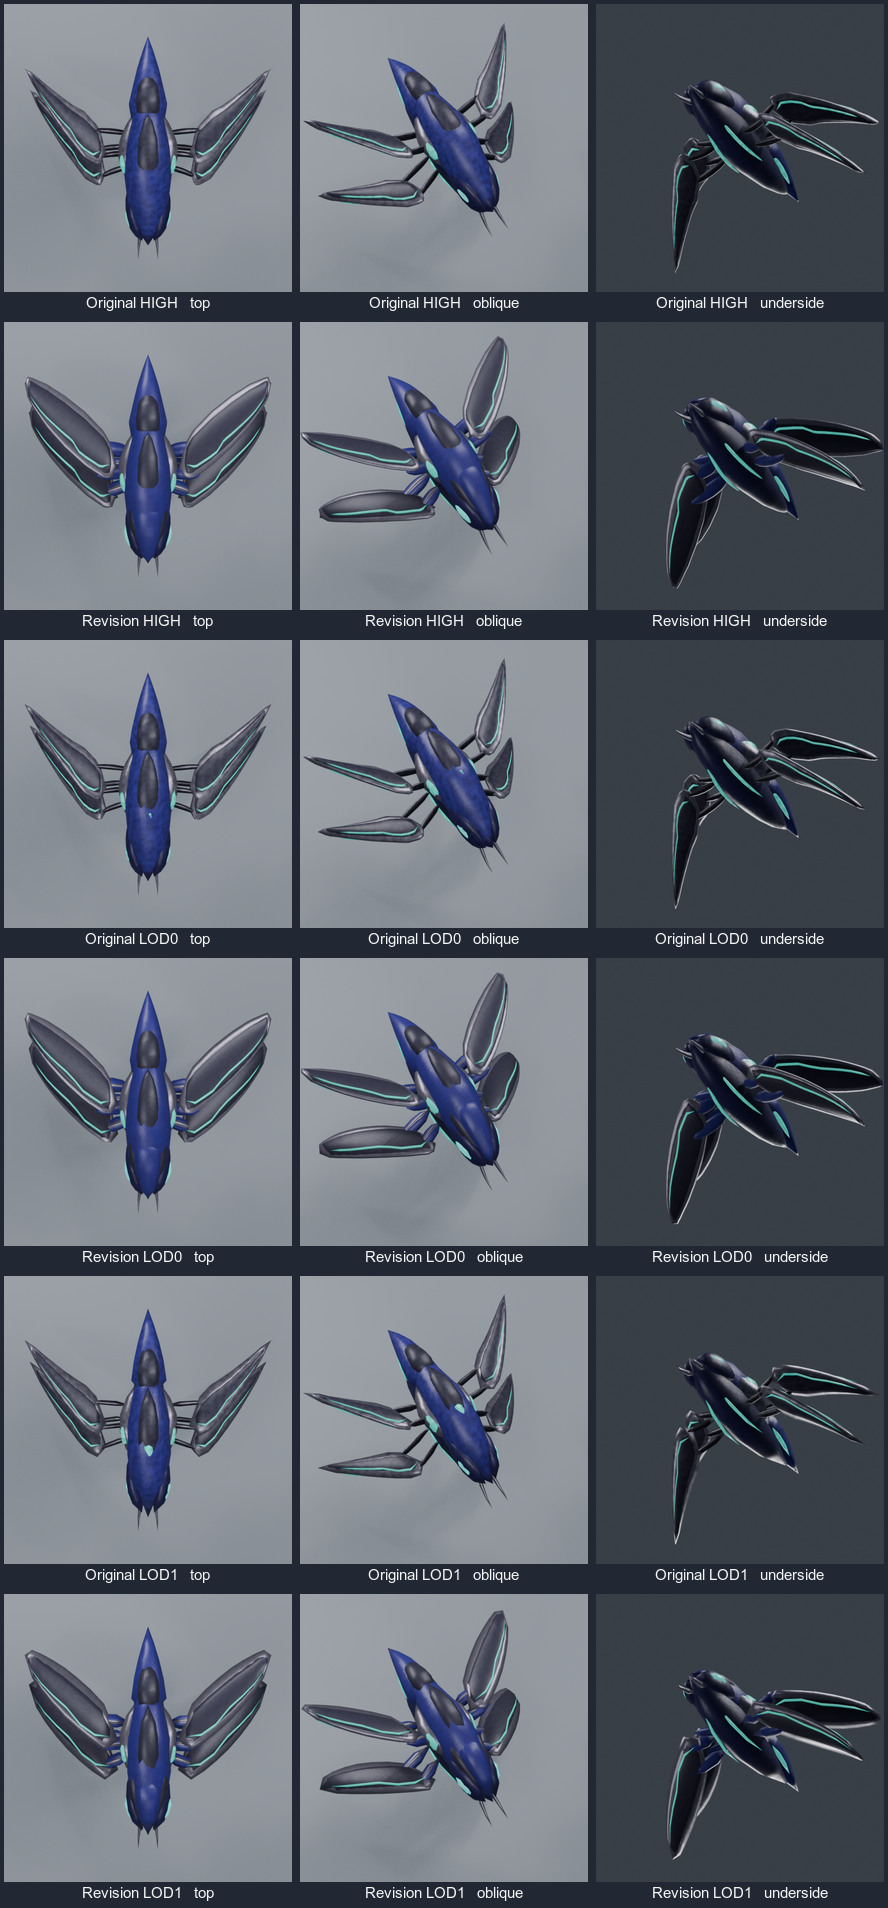 Original HIGH top
Original HIGH oblique
Original HIGH underside
Revision HIGH top
Revision HIGH oblique
Revision HIGH underside
Original LOD0 top
Original LOD0 oblique
Original LOD0 underside
Revision LOD0 top
Revision LOD0 oblique
Revision LOD0 underside
Original LOD1 top
Original LOD1 oblique
Original LOD1 underside
Revision LOD1 top
Revision LOD1 oblique
Revision LOD1 underside